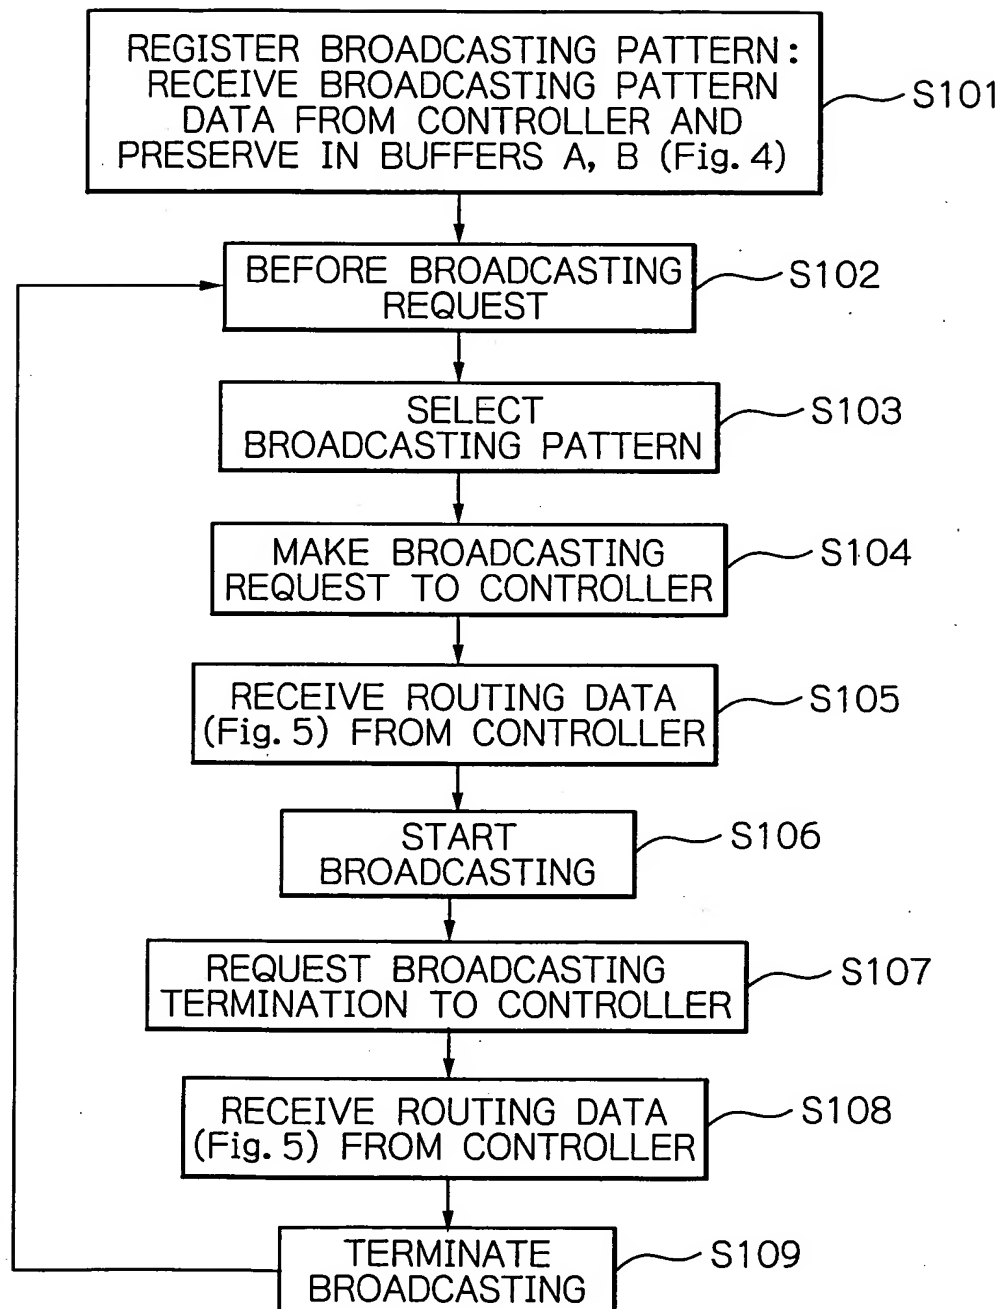 REGISTER BROADCASTING PATTERN:
RECEIVE BROADCASTING PATTERN
DATA FROM CONTROLLER AND
PRESERVE IN BUFFERS A, B (Fig. 4)
S101
BEFORE BROADCASTING
REQUEST
S102
SELECT
BROADCASTING PATTERN
S103
MAKE BROADCASTING
REQUEST TO CONTROLLER
S104
RECEIVE ROUTING DATA
(Fig. 5) FROM CONTROLLER
S105
START
BROADCASTING
S106
REQUEST BROADCASTING
TERMINATION TO CONTROLLER
S107
RECEIVE ROUTING DATA
(Fig. 5) FROM CONTROLLER
S108
TERMINATE
BROADCASTING
S109